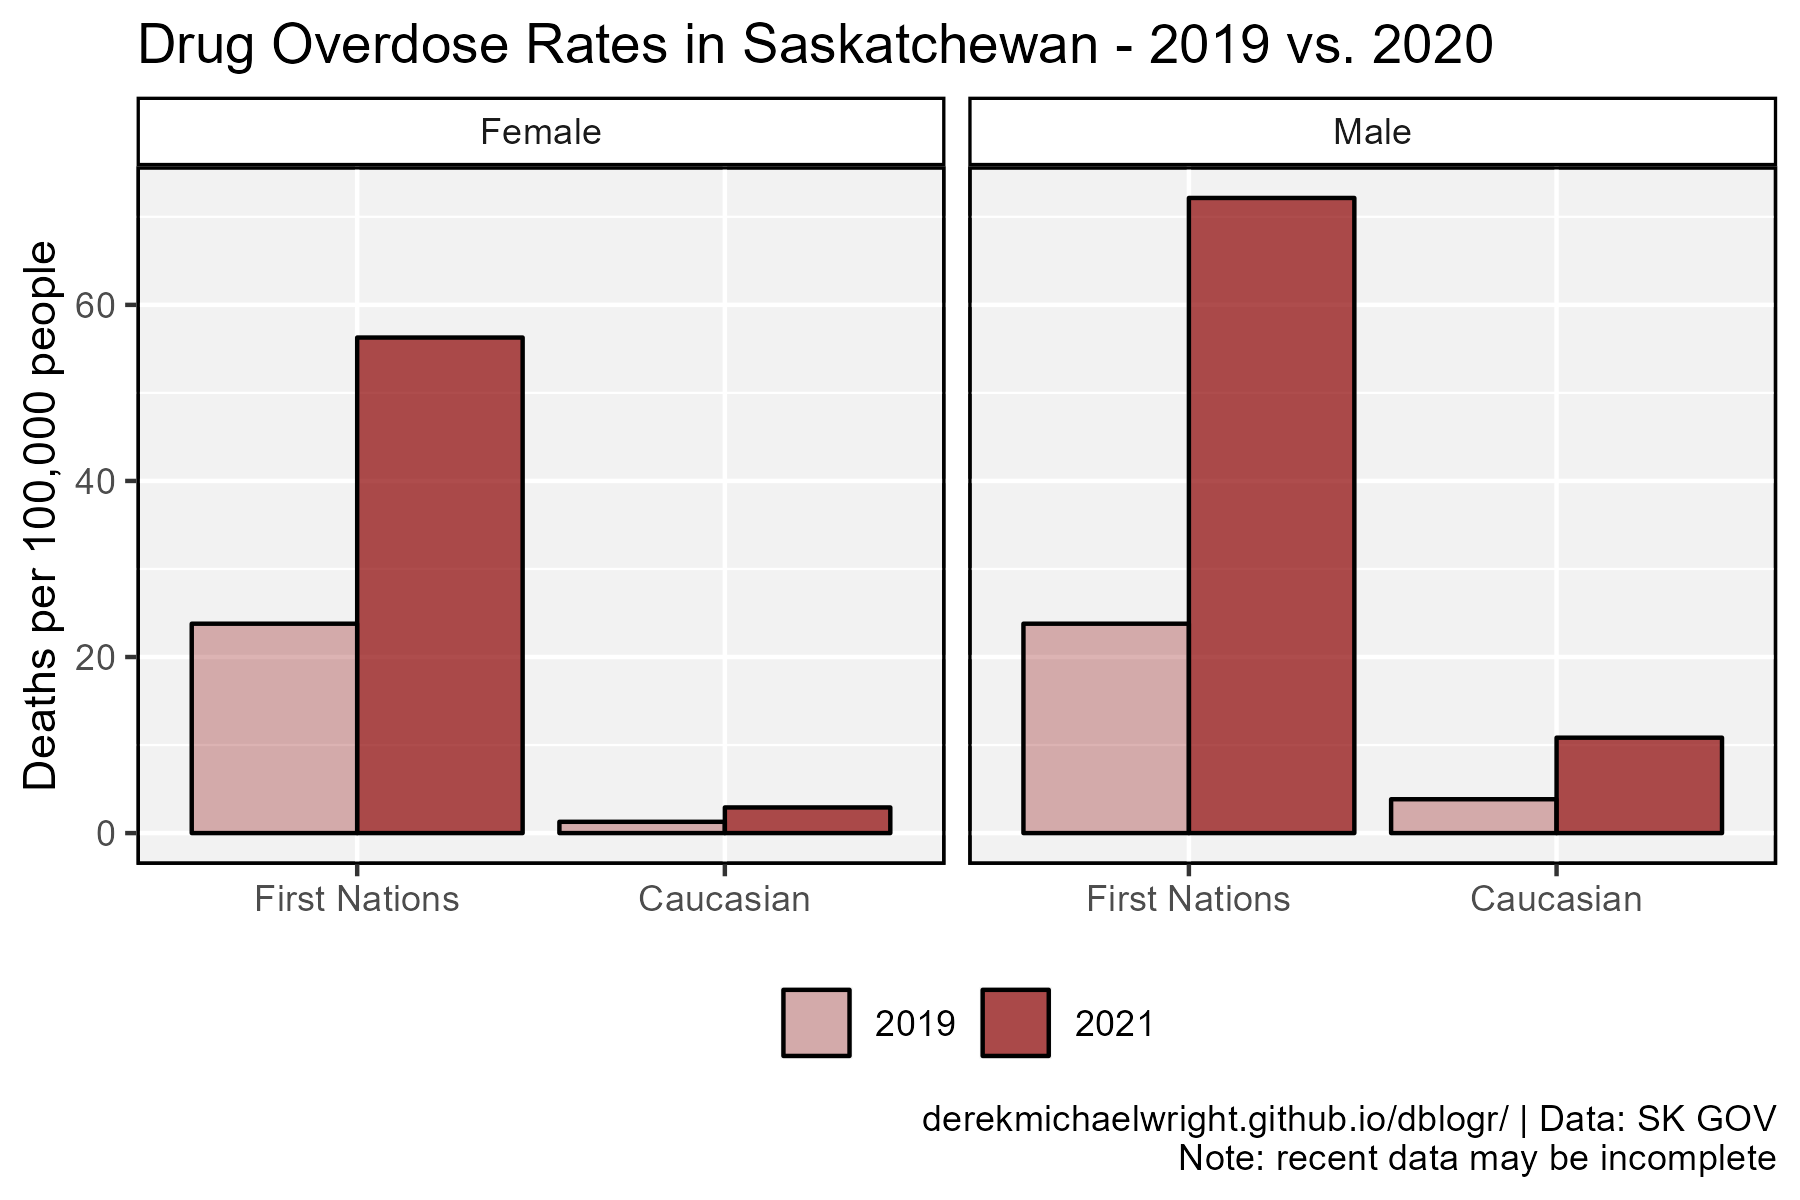 Drug Overdose Rates in Saskatchewan - 2019 vs. 2020
Female
Male
Deaths per 100,000 people
60
40
20
0
First Nations
Caucasian
First Nations
Caucasian
2019
2021
derekmichaelwright.github.io/dblogr/ | Data: SK GOV
Note: recent data may be incomplete